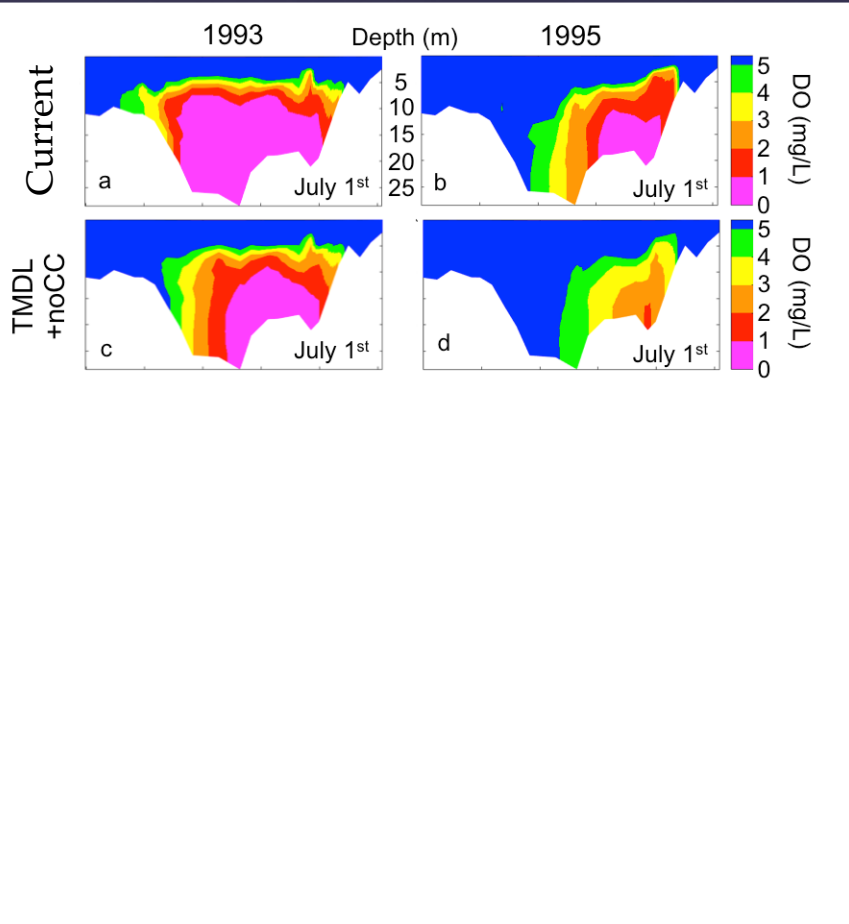 1993 Depth (m) 1995
Current
5
10
15
20
25
a
July 1st
b
July 1st
5
4
3
2
1
0
DO (mg/L)
TMDL
+noCC
c
July 1st
d
July 1st
5
4
3
2
1
0
DO (mg/L)